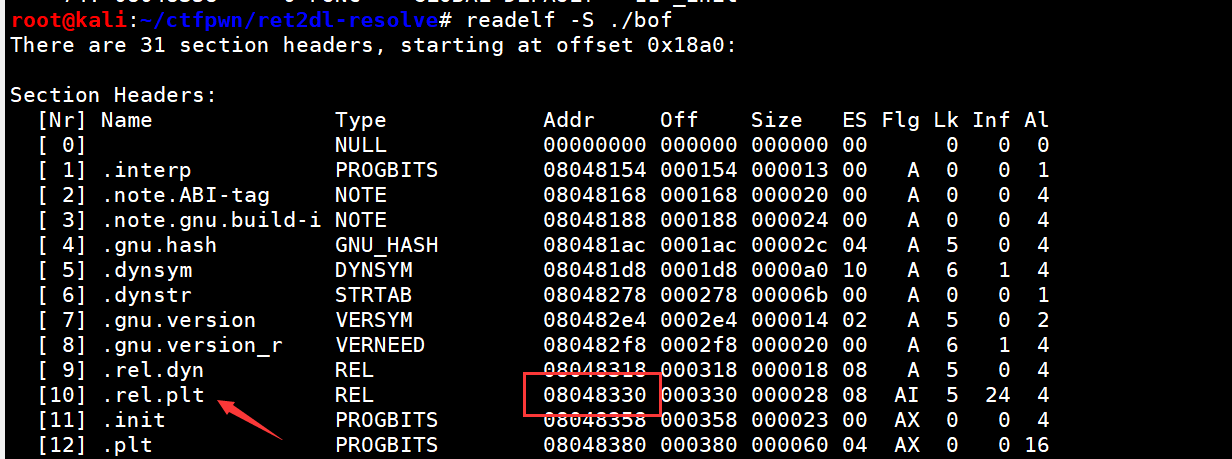 root@kali:~/ctfpwn/ret2dl-resolve# readelf -S ./bof
There are 31 section headers, starting at offset 0x18a0:
Section Headers:
[Nr] Name Type Addr Off Size ES Flg Lk Inf Al
[ 0] NULL 00000000 000000 000000 00 0 0 0
[ 1] .interp PROGBITS 08048154 000154 000013 00 A 0 0 1
[ 2] .note.ABI-tag NOTE 08048168 000168 000020 00 A 0 0 4
[ 3] .note.gnu.build-i NOTE 08048188 000188 000024 00 A 0 0 4
[ 4] .gnu.hash GNU_HASH 080481ac 0001ac 00002c 04 A 5 0 4
[ 5] .dynsym DYNSYM 080481d8 0001d8 0000a0 10 A 6 1 4
[ 6] .dynstr STRTAB 08048278 000278 00006b 00 A 0 0 1
[ 7] .gnu.version VERSYM 080482e4 0002e4 000014 02 A 5 0 2
[ 8] .gnu.version_r VERNEED 080482f8 0002f8 000020 00 A 6 1 4
[ 9] .rel.dyn REL 08048318 000318 000018 08 A 5 0 4
[10] .rel.plt REL 08048330 000330 000028 08 AI 5 24 4
[11] .init PROGBITS 08048358 000358 000023 00 AX 0 0 4
[12] .plt PROGBITS 08048380 000380 000060 04 AX 0 0 16